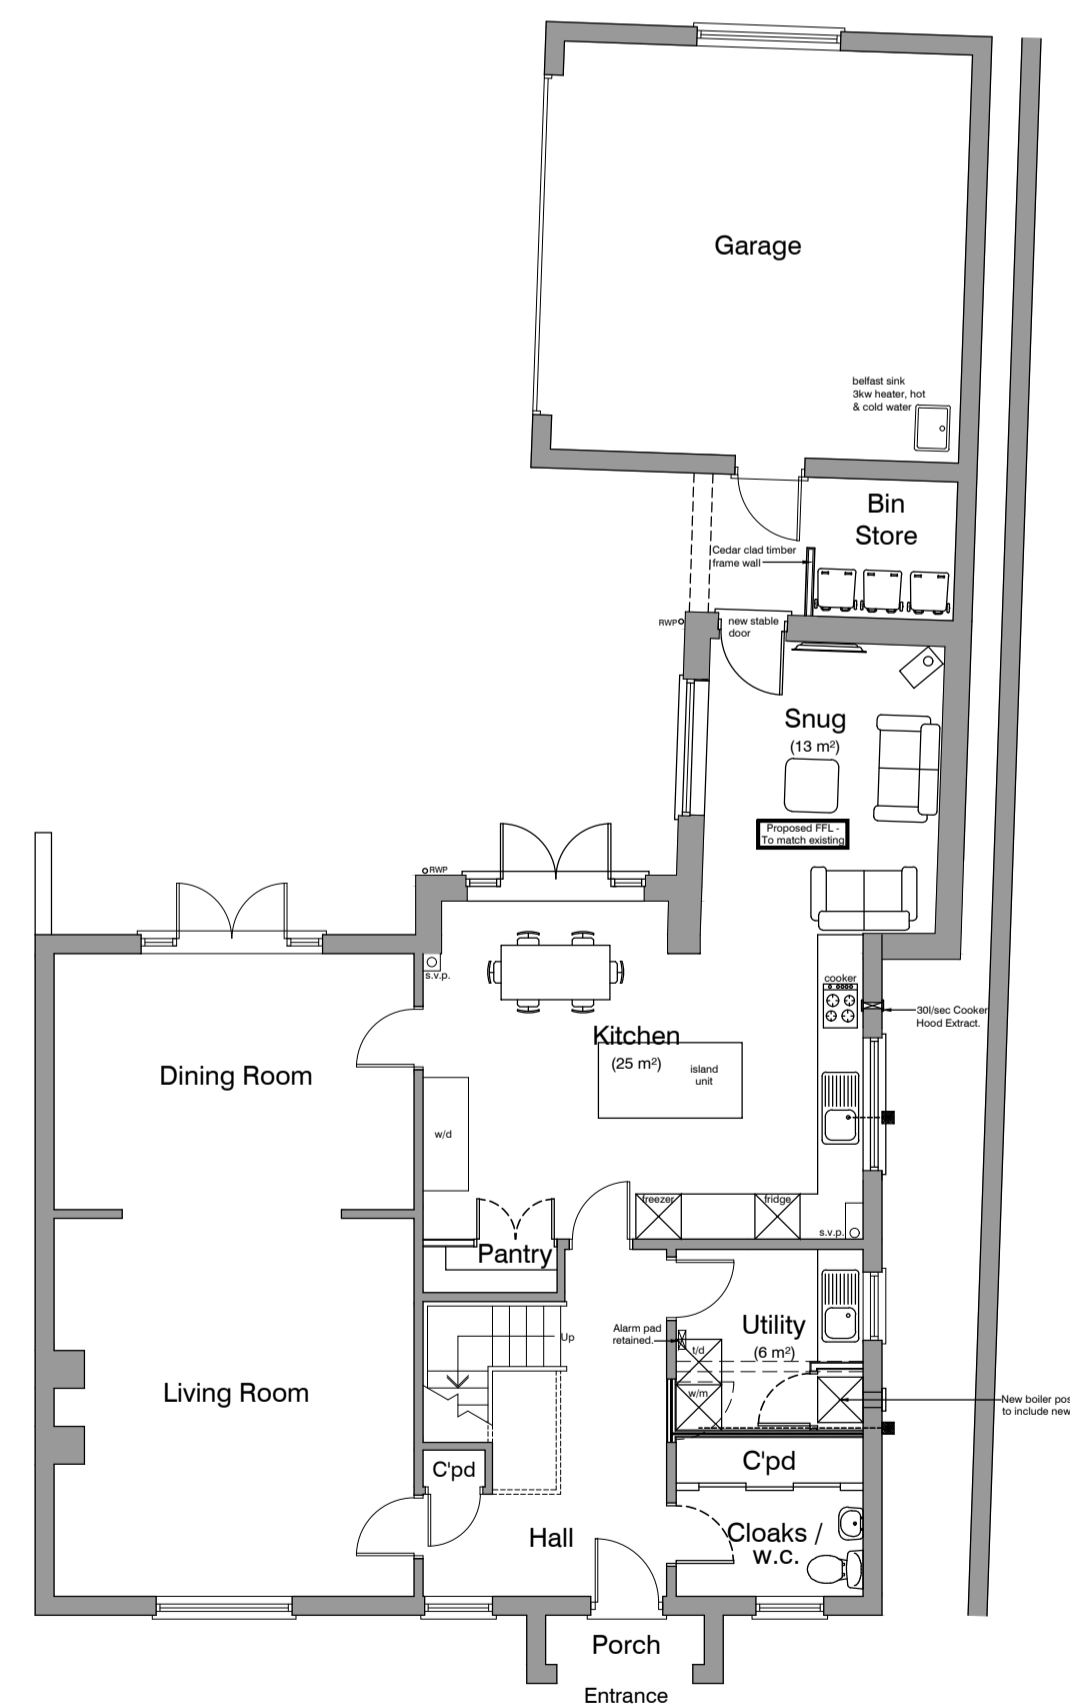 Garage
belfast sink
3kw heater, hot
& cold water
Bin
Store
Cedar clad timber
frame wall
RWP
new stable
door
Snug
(13 m²)
Proposed FFL -
To match existing
RWP
s.v.p.
cooker
30l/sec Cooker
Hood Extract.
Kitchen
(25 m²)
island
unit
Dining Room
w/d
freezer
fridge
s.v.p.
Pantry
Up
Alarm pad
retained.
Utility
(6 m²)
t/d
w/m
Living Room
New boiler pos
to include new
C'pd
C'pd
Hall
Cloaks /
w.c.
Porch
Entrance